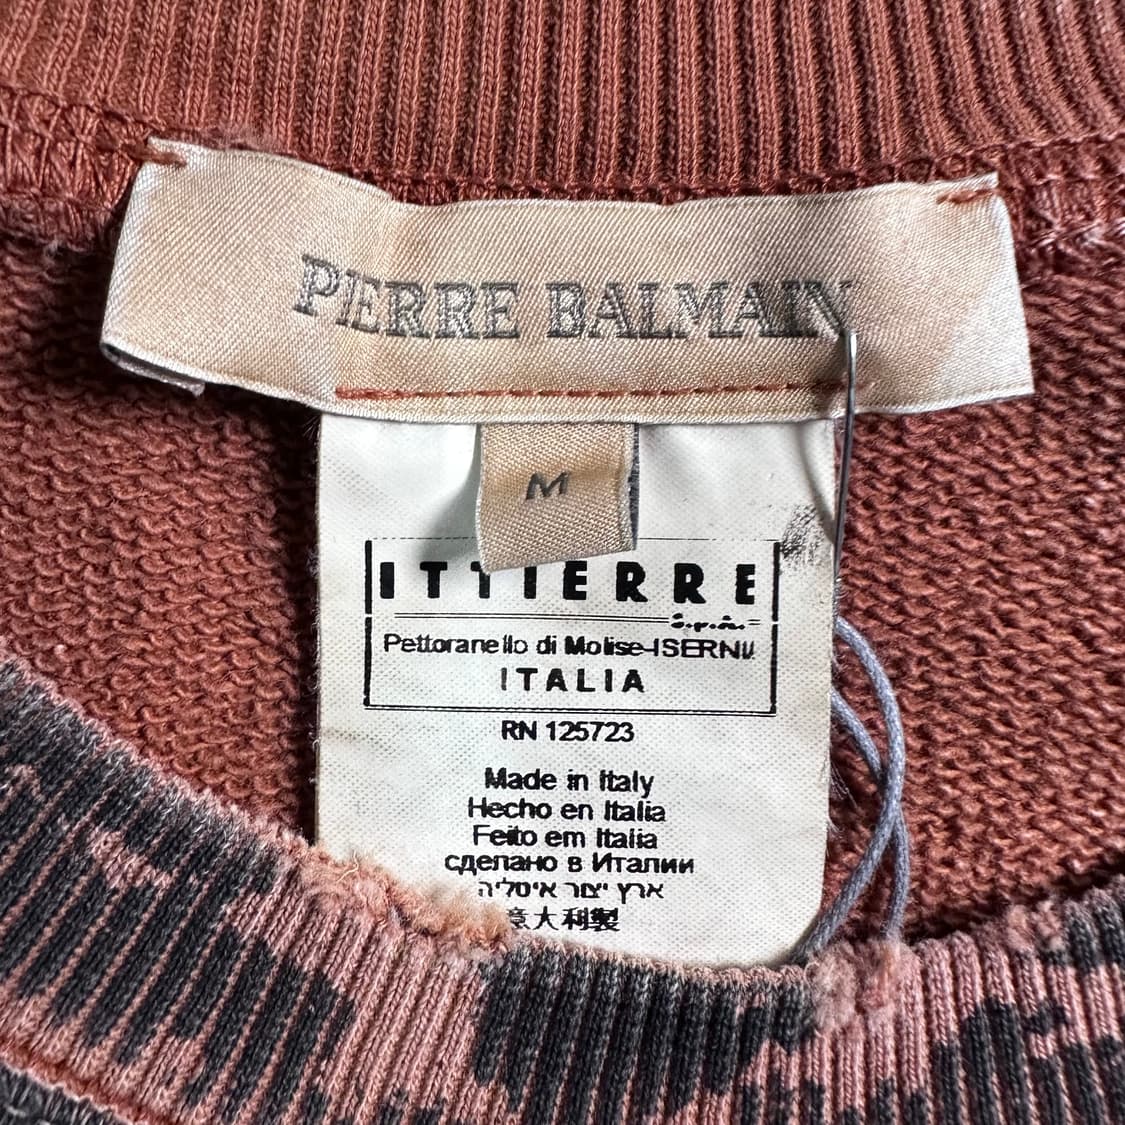 PIERRE BALMAIN
M
ITTIERRE
s.p.a.
Pettoranello di Molise-ISERNIA
ITALIA
RN 125723
Made in Italy
Hecho en Italia
Feito em Italia
сделано в Италии
ארץ ייצור איטליה
意大利製